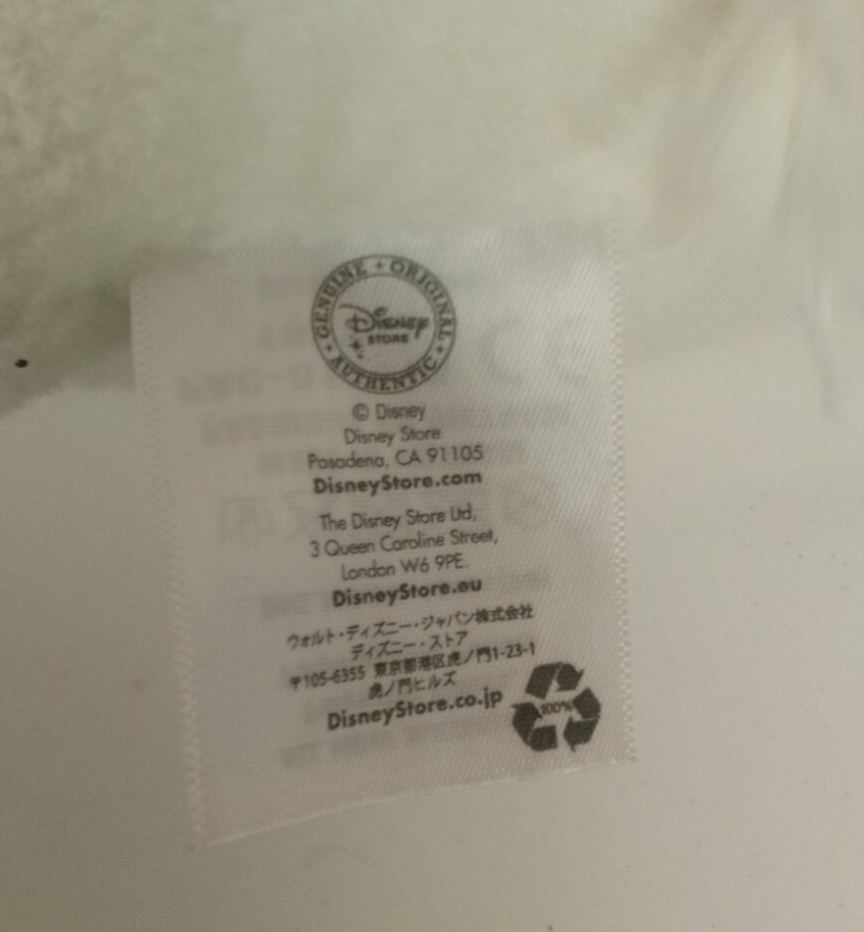 GENUINE • ORIGINAL • AUTHENTIC •
Disney
STORE
© Disney
Disney Store
Pasadena, CA 91105
DisneyStore.com
The Disney Store Ltd,
3 Queen Caroline Street,
London W6 9PE.
DisneyStore.eu
ウォルト・ディズニー・ジャパン株式会社
ディズニー・ストア
〒105-6355 東京都港区虎ノ門1-23-1
虎ノ門ヒルズ
DisneyStore.co.jp
100%